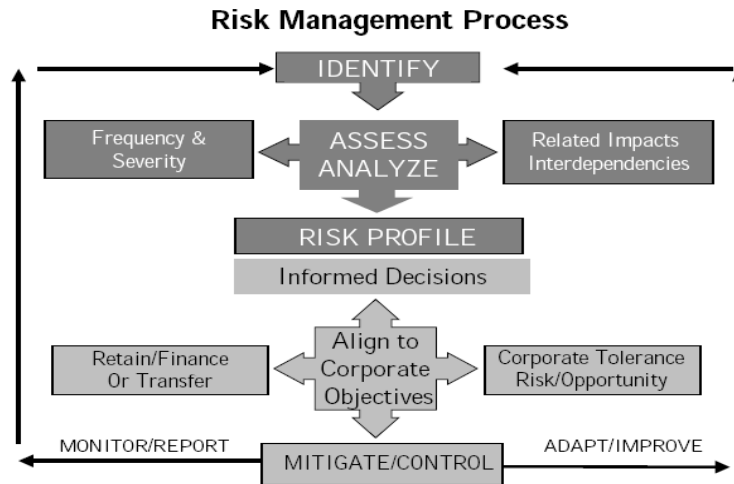 Risk Management Process
IDENTIFY
Frequency &
Severity
ASSESS
ANALYZE
Related Impacts
Interdependencies
RISK PROFILE
Informed Decisions
Retain/Finance
Or Transfer
Align to
Corporate
Objectives
Corporate Tolerance
Risk/Opportunity
MONITOR/REPORT
MITIGATE/CONTROL
ADAPT/IMPROVE